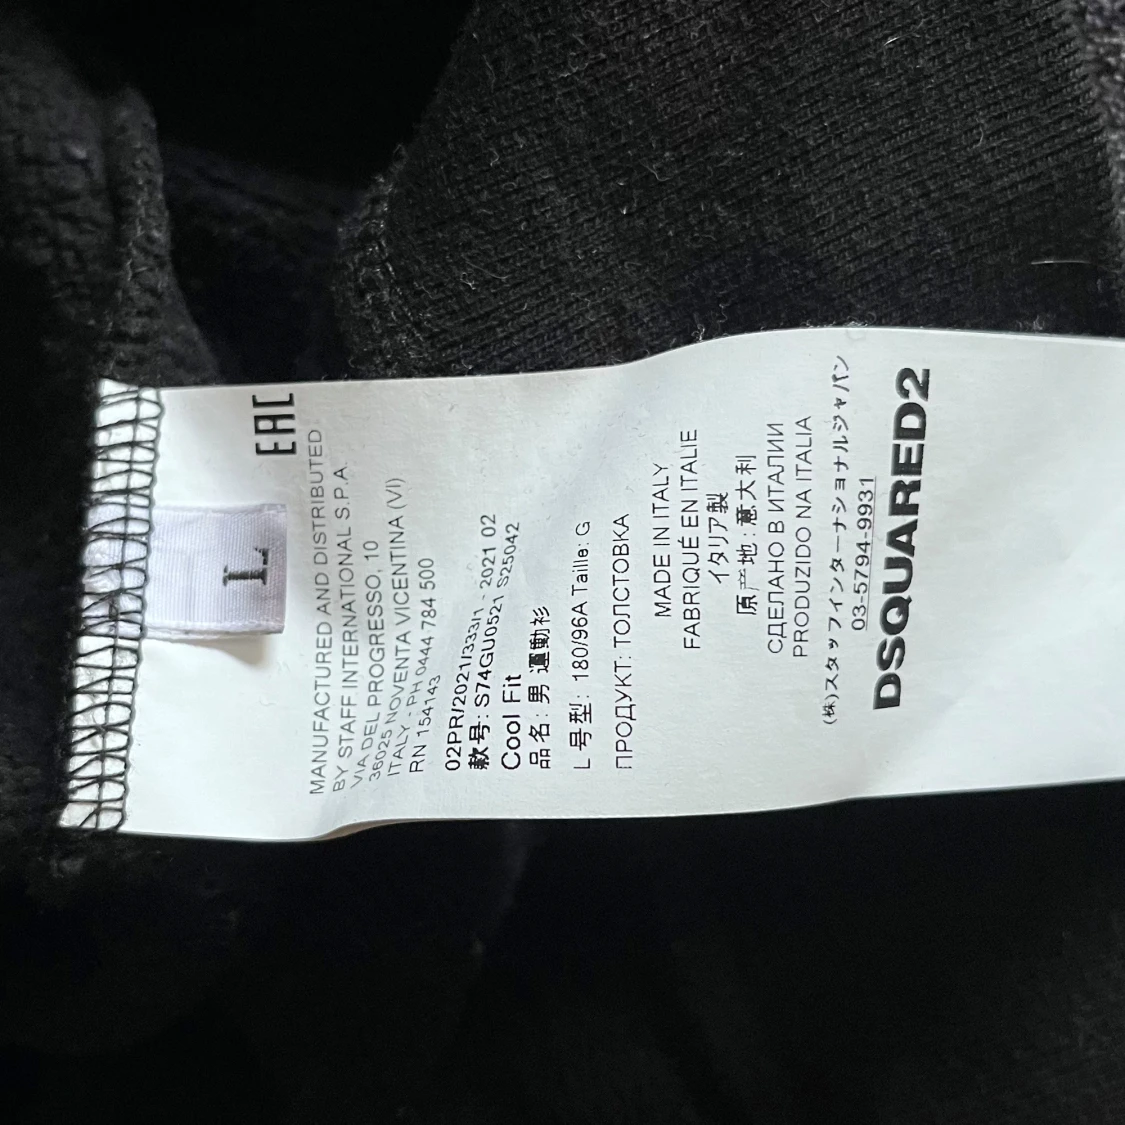 L
EAC
MANUFACTURED AND DISTRIBUTED
BY STAFF INTERNATIONAL S.P.A.
VIA DEL PROGRESSO, 10
36025 NOVENTA VICENTINA (VI)
ITALY - PH 0444 784 500
RN 154143
02PR/2021/333/1 - 2021 02
款号: S74GU0521 S25042
Cool Fit
品名: 男 運動衫
L 号型: 180/96A Taille: G
ПРОДУКТ: ТОЛСТОВКА
MADE IN ITALY
FABRIQUÉ EN ITALIE
イタリア製
原产地: 意大利
СДЕЛАНО В ИТАЛИИ
PRODUZIDO NA ITALIA
(株)スタッフインターナショナルジャパン
03-5794-9931
DSQUARED2